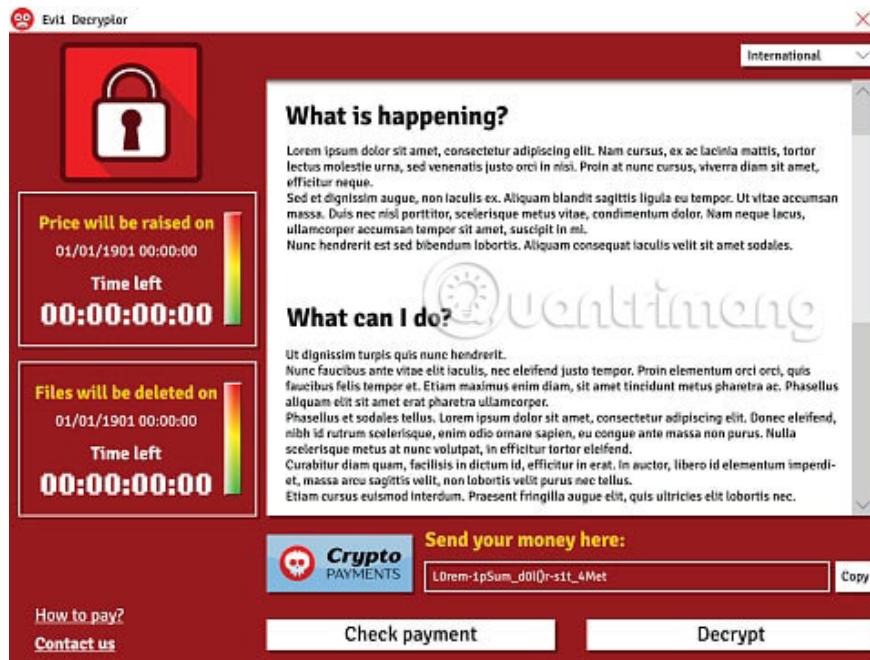 Evi1 Decryptor
International
What is happening?
Lorem ipsum dolor sit amet, consectetur adipiscing elit. Nam cursus, ex ac lacinia mattis, tortor
lectus molestie urna, sed venenatis justo orci in nisi. Proin at nunc cursus, viverra diam sit amet,
efficitur neque.
Sed et dignissim augue, non iaculis ex. Aliquam blandit sagittis ligula eu tempor. Ut vitae accumsan
massa. Duis nec nisl porttitor, scelerisque metus vitae, condimentum dolor. Nam neque lacus,
ullamcorper accumsan tempor sit amet, suscipit in mi.
Nunc hendrerit est sed bibendum lobortis. Aliquam consequat iaculis velit sit amet sodales.
Quantrimang
What can I do?
Ut dignissim turpis quis nunc hendrerit.
Nunc faucibus ante vitae elit iaculis, nec eleifend justo tempor. Proin elementum orci orci, quis
faucibus felis tempor et. Etiam maximus enim diam, sit amet tincidunt metus pharetra ac. Phasellus
aliquam elit sit amet erat pharetra ullamcorper.
Phasellus et sodales tellus. Lorem ipsum dolor sit amet, consectetur adipiscing elit. Donec eleifend,
nibh id rutrum scelerisque, enim odio ornare sapien, eu congue ante massa non purus. Nulla
scelerisque metus at nunc volutpat, in efficitur tortor eleifend.
Curabitur diam quam, facilisis in dictum id, efficitur in erat. In auctor, libero id elementum imperdi-
et, massa arcu sagittis velit, non lobortis velit purus nec tellus.
Etiam cursus euismod interdum. Praesent fringilla augue elit, quis ultricies elit lobortis nec.
Price will be raised on
01/01/1901 00:00:00
Time left
00:00:00:00
Files will be deleted on
01/01/1901 00:00:00
Time left
00:00:00:00
Crypto
PAYMENTS
Send your money here:
L0rem-1pSum_d0l()r-s1t_4Met
Copy
How to pay?
Contact us
Check payment
Decrypt